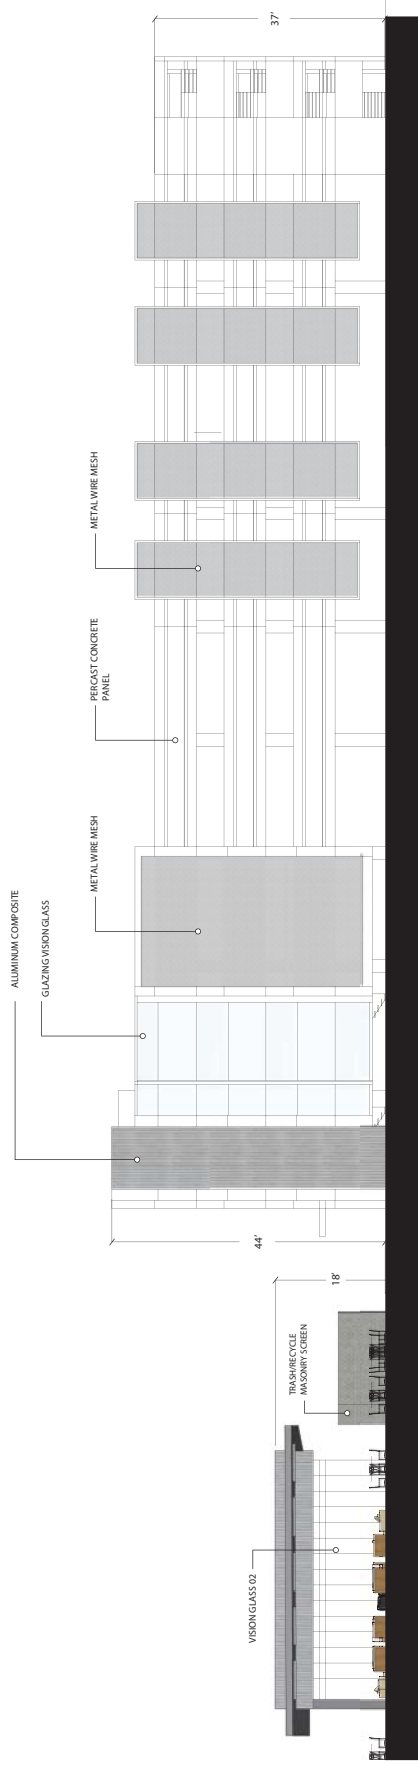 VISION GLASS 02
TRASH/RECYCLE
MASONRY SCREEN
18'
44'
ALUMINUM COMPOSITE
GLAZING VISION GLASS
METAL WIRE MESH
PERCAST CONCRETE
PANEL
METAL WIRE MESH
37'